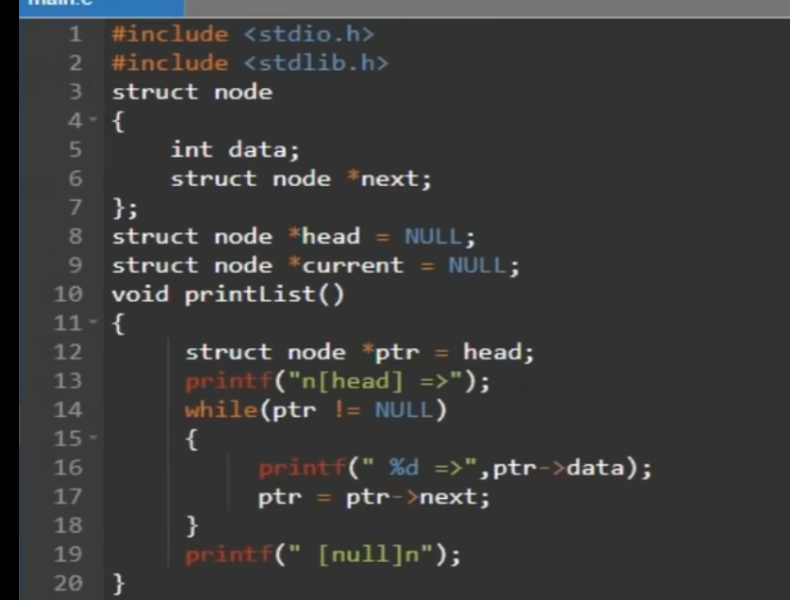 main.c
1 #include <stdio.h>
2 #include <stdlib.h>
3 struct node
4 {
5     int data;
6     struct node *next;
7 };
8 struct node *head = NULL;
9 struct node *current = NULL;
10 void printList()
11 {
12     struct node *ptr = head;
13     printf("n[head] =>");
14     while(ptr != NULL)
15     {
16         printf(" %d =>",ptr->data);
17         ptr = ptr->next;
18     }
19     printf(" [null]n");
20 }